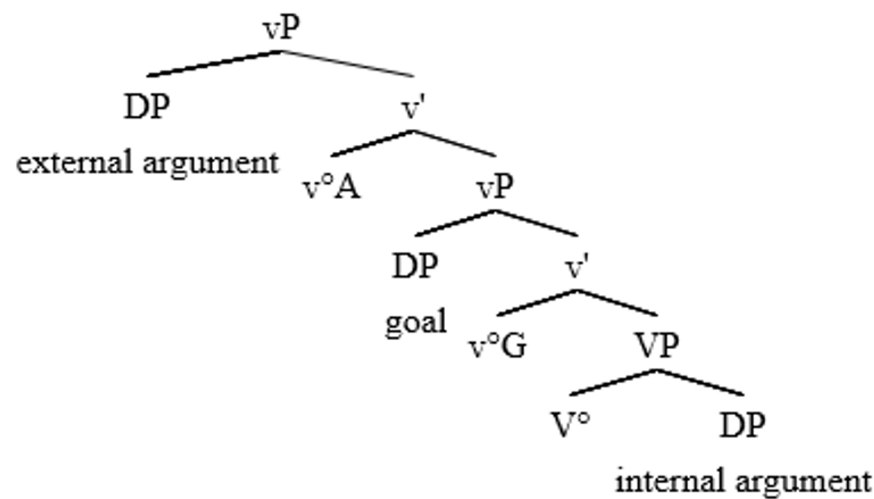 vP
DP v'
external argument
v°A vP
DP v'
goal
v°G VP
V° DP
internal argument